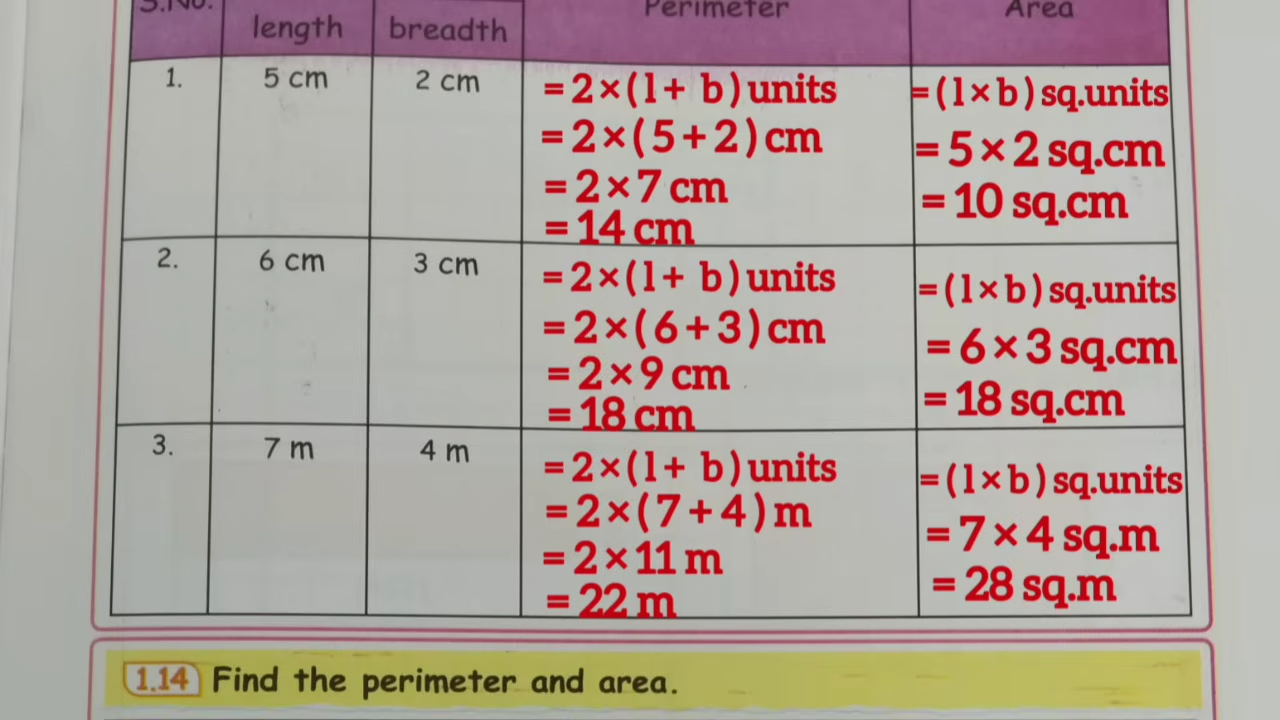 S.No.
length
breadth
Perimeter
Area
1.
5 cm
2 cm
= 2 × ( l + b ) units
= 2 × ( 5 + 2 ) cm
= 2 × 7 cm
= 14 cm
= ( l × b ) sq.units
= 5 × 2 sq.cm
= 10 sq.cm
2.
6 cm
3 cm
= 2 × ( l + b ) units
= 2 × ( 6 + 3 ) cm
= 2 × 9 cm
= 18 cm
= ( l × b ) sq.units
= 6 × 3 sq.cm
= 18 sq.cm
3.
7 m
4 m
= 2 × ( l + b ) units
= 2 × ( 7 + 4 ) m
= 2 × 11 m
= 22 m
= ( l × b ) sq.units
= 7 × 4 sq.m
= 28 sq.m
1.14 Find the perimeter and area.